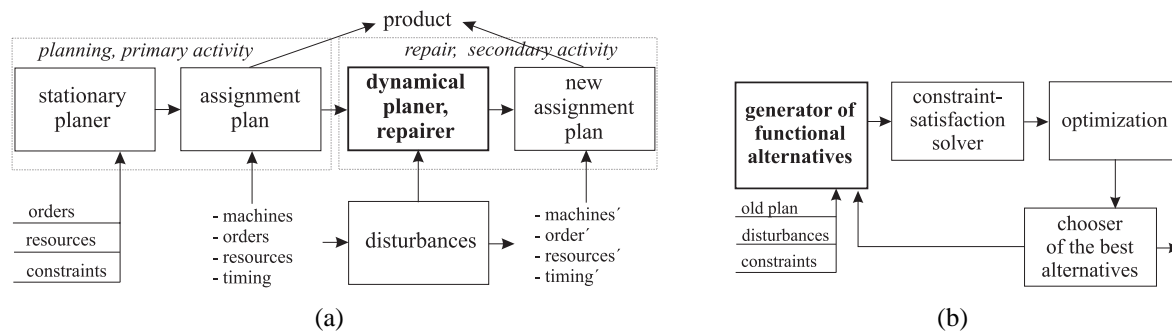 product
planning, primary activity
repair, secondary activity
stationary
planer
assignment
plan
dynamical
planer,
repairer
new
assignment
plan
orders
resources
constraints
- machines
- orders
- resources
- timing
disturbances
- machines´
- order´
- resources´
- timing´
(a)
generator of
functional
alternatives
constraint-
satisfaction
solver
optimization
old plan
disturbances
constraints
chooser
of the best
alternatives
(b)